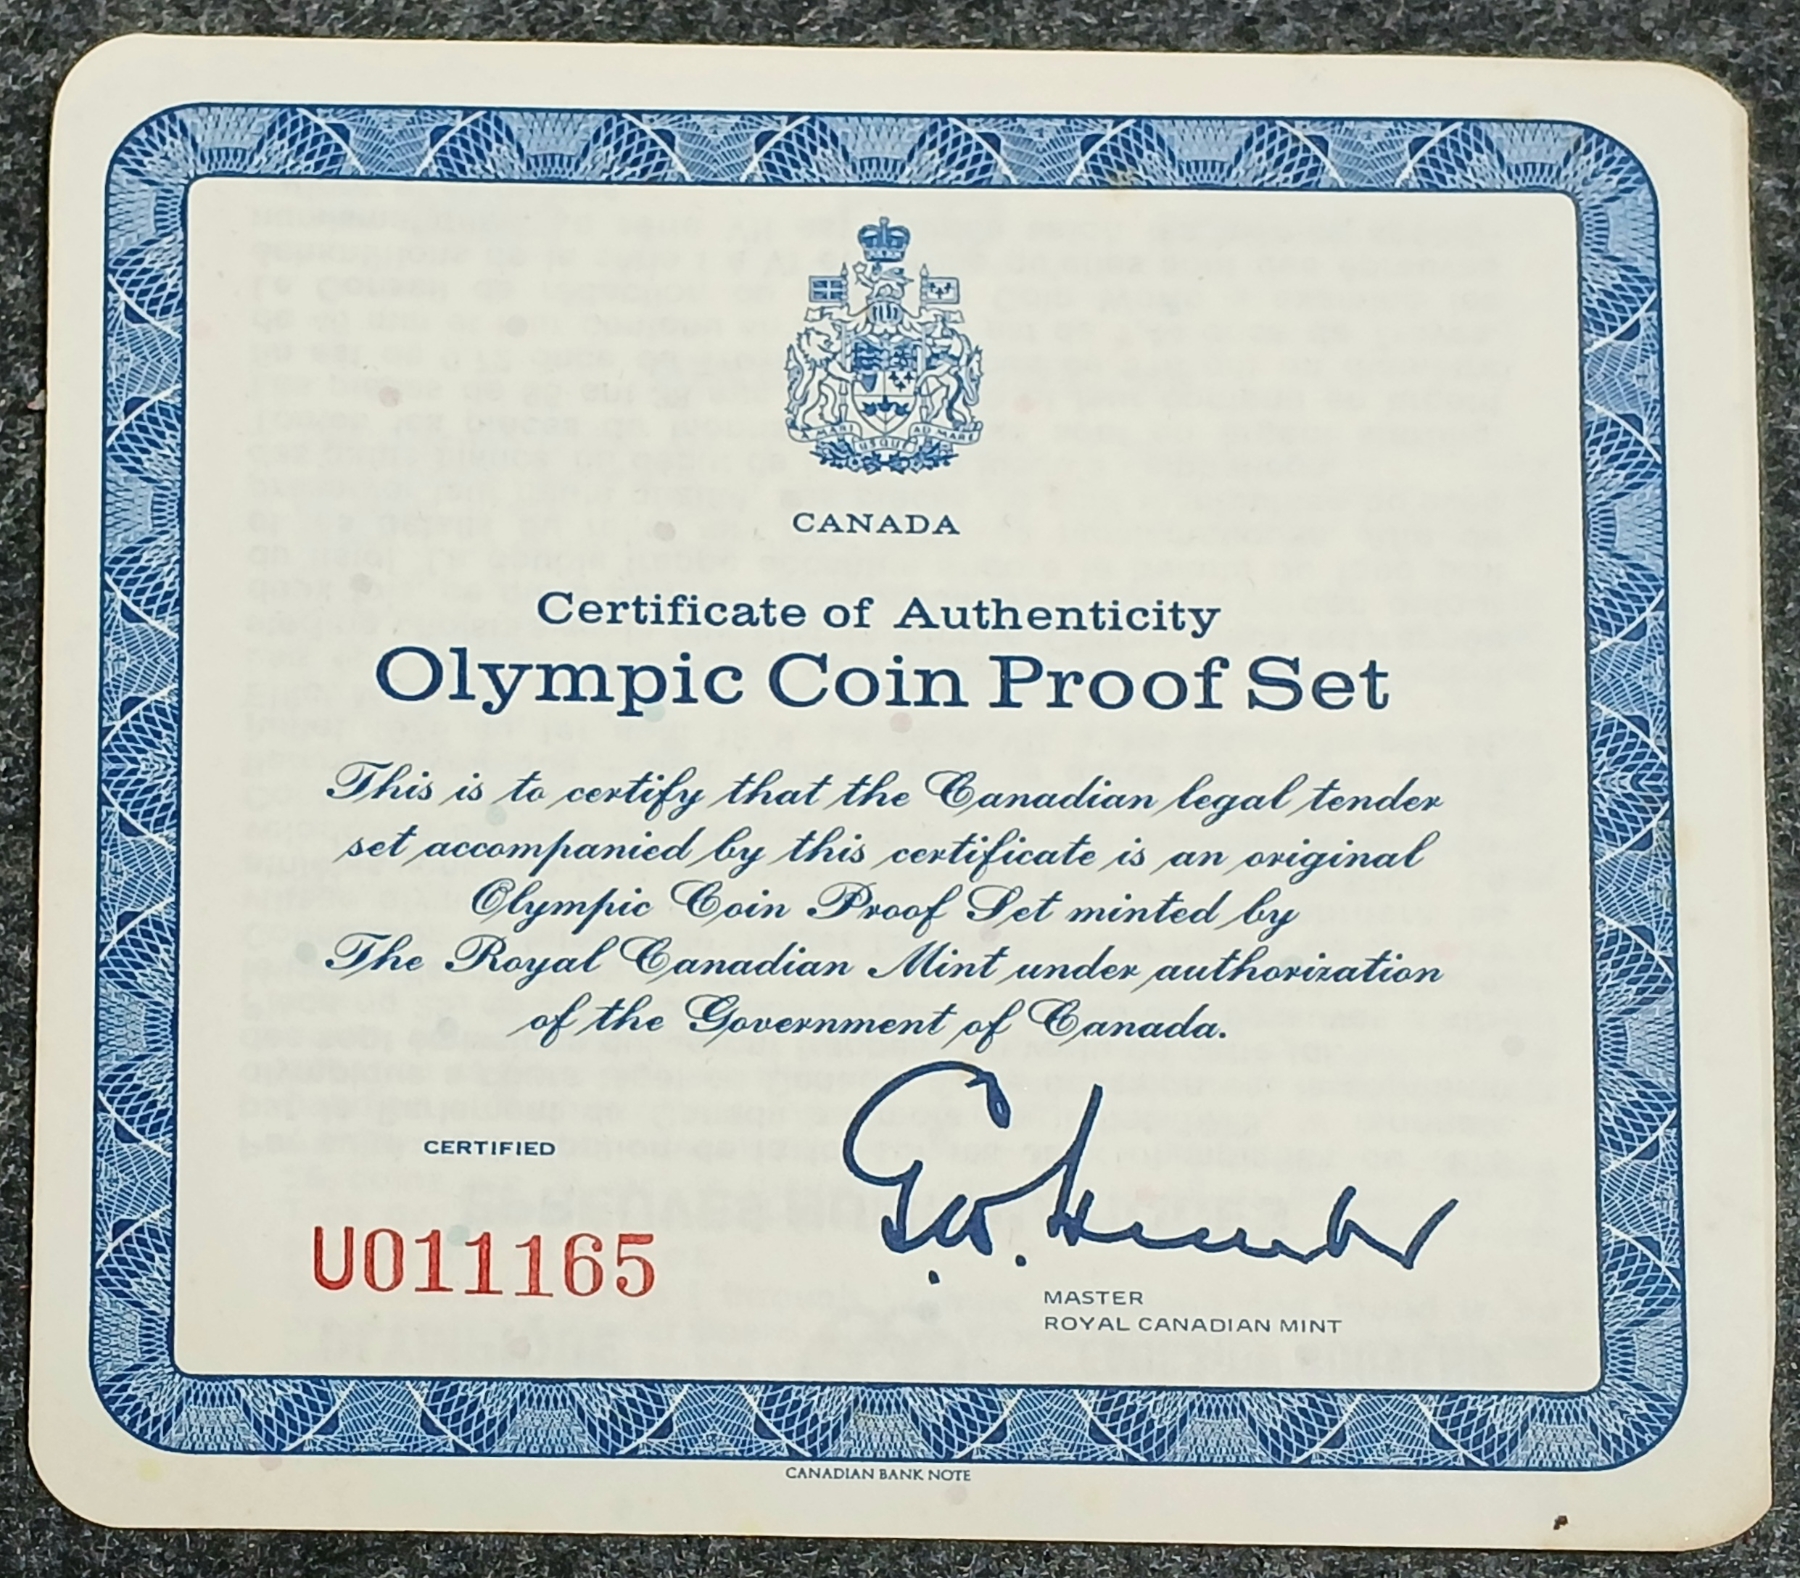 A MARI USQUE AD MARE
CANADA
Certificate of Authenticity
Olympic Coin Proof Set
This is to certify that the Canadian legal tender
set accompanied by this certificate is an original
Olympic Coin Proof Set minted by
The Royal Canadian Mint under authorization
of the Government of Canada.
CERTIFIED
U011165
MASTER
ROYAL CANADIAN MINT
CANADIAN BANK NOTE